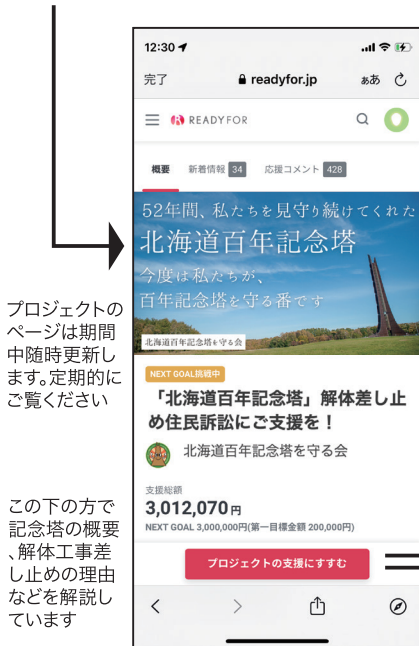 12:30
完了
readyfor.jp
ぁあ
READYFOR
概要 新着情報 34 応援コメント 428
52年間、私たちを見守り続けてくれた
北海道百年記念塔
今度は私たちが、
百年記念塔を守る番です
北海道百年記念塔を守る会
プロジェクトの
ページは期間
中随時更新し
ます。定期的に
ご覧ください
NEXT GOAL挑戦中
「北海道百年記念塔」解体差し止
め住民訴訟にご支援を！
北海道百年記念塔を守る会
支援総額
3,012,070円
NEXT GOAL 3,000,000円(第一目標金額 200,000円)
プロジェクトの支援にすすむ
この下の方で
記念塔の概要
、解体工事差
し止めの理由
などを解説し
ています